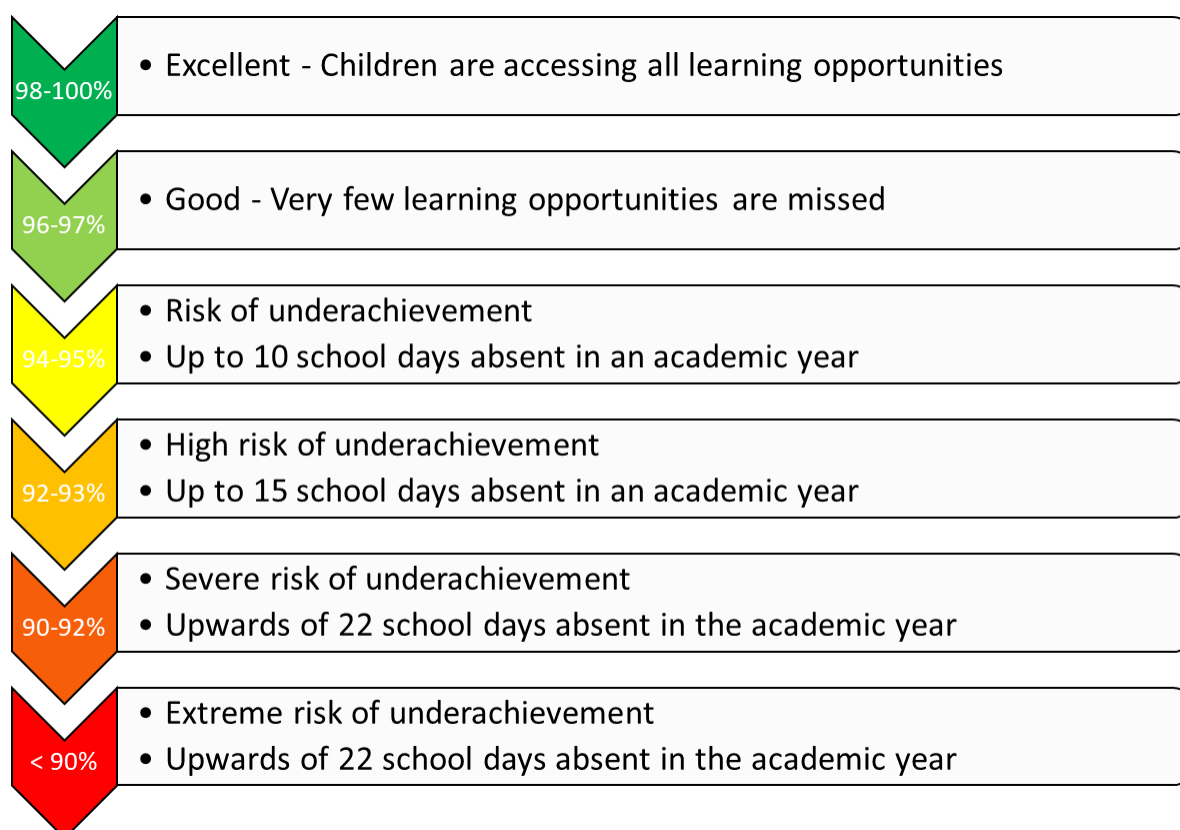 98-100%
• Excellent - Children are accessing all learning opportunities
96-97%
• Good - Very few learning opportunities are missed
94-95%
• Risk of underachievement
• Up to 10 school days absent in an academic year
92-93%
• High risk of underachievement
• Up to 15 school days absent in an academic year
90-92%
• Severe risk of underachievement
• Upwards of 22 school days absent in the academic year
< 90%
• Extreme risk of underachievement
• Upwards of 22 school days absent in the academic year